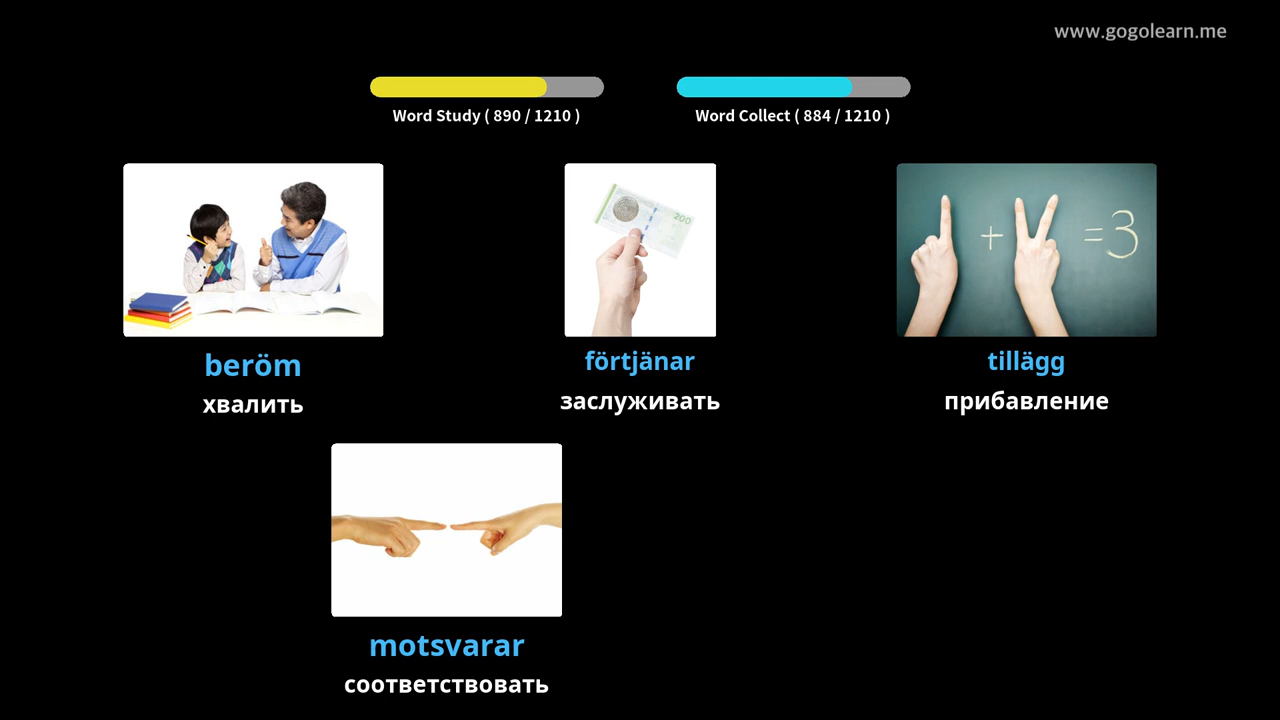 www.gogolearn.me
Word Study ( 890 / 1210 )
Word Collect ( 884 / 1210 )
200
+ =3
beröm
хвалить
förtjänar
заслуживать
tillägg
прибавление
motsvarar
соответствовать